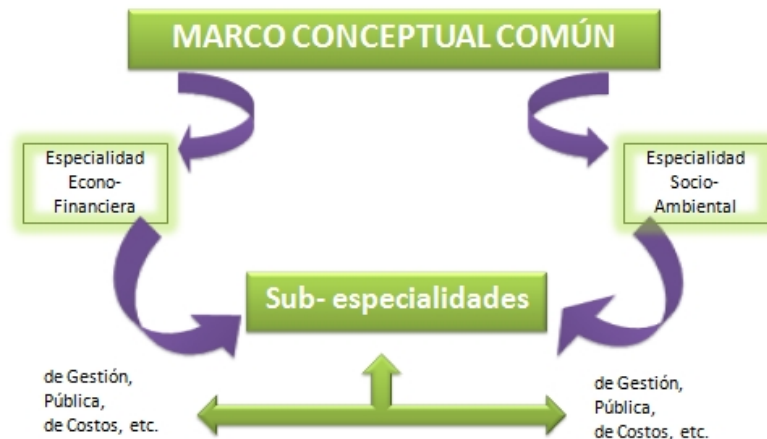 MARCO CONCEPTUAL COMÚN
Especialidad
Econo-
Financiera
Especialidad
Socio-
Ambiental
Sub- especialidades
de Gestión,
Pública,
de Costos, etc.
de Gestión,
Pública,
de Costos, etc.